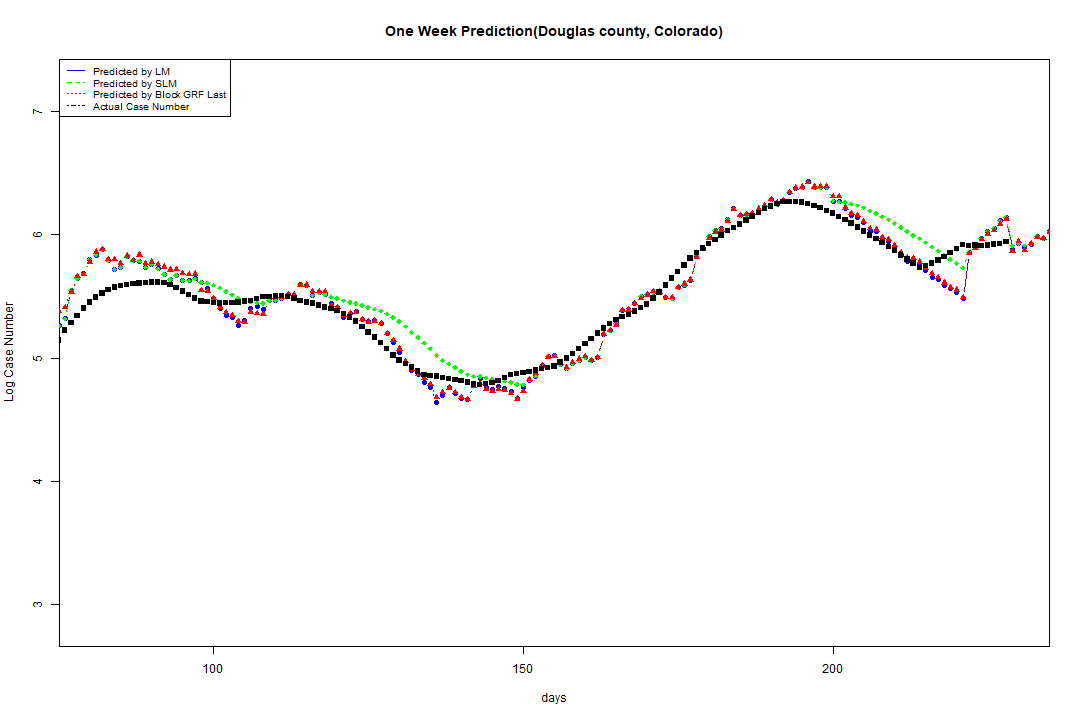 One Week Prediction(Douglas county, Colorado)
Predicted by LM
Predicted by SLM
Predicted by Block GRF Last
Actual Case Number
7
6
5
4
3
Log Case Number
100
150
200
days